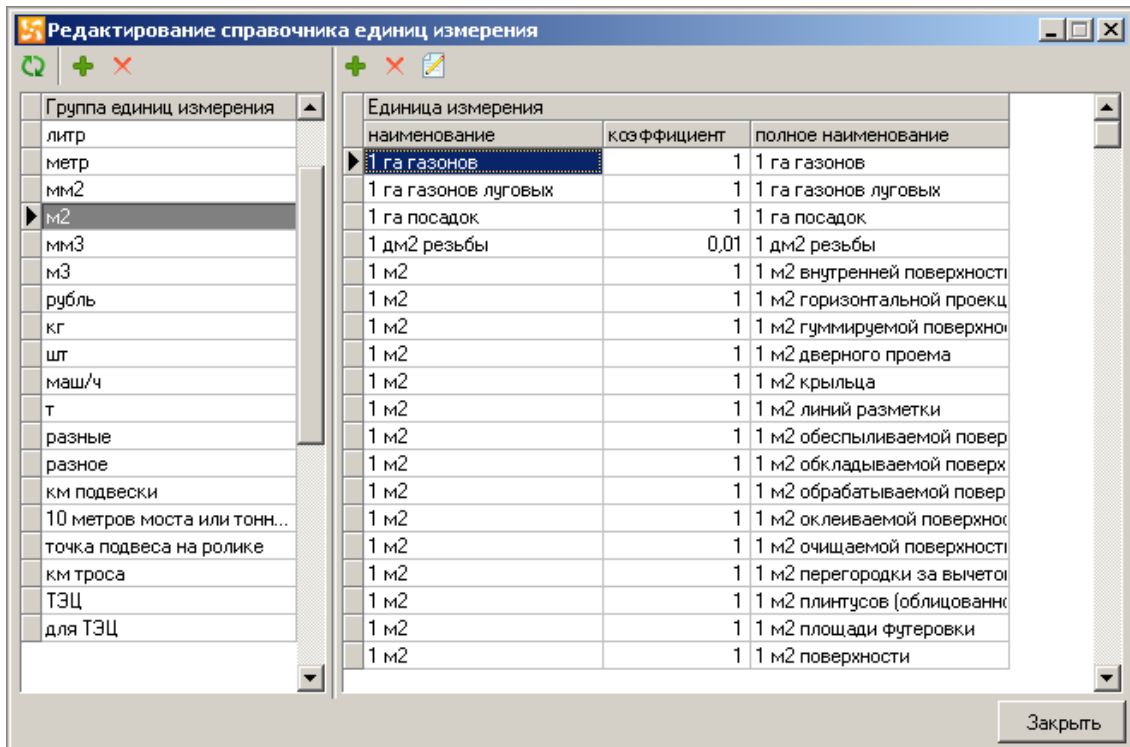 Редактирование справочника единиц измерения
Группа единиц измерения
литр
метр
мм2
м2
мм3
м3
рубль
кг
шт
маш/ч
т
разные
разное
км подвески
10 метров моста или тонн...
точка подвеса на ролике
км троса
ТЭЦ
для ТЭЦ
Единица измерения
наименование коэффициент полное наименование
1 га газонов 1 1 га газонов
1 га газонов луговых 1 1 га газонов луговых
1 га посадок 1 1 га посадок
1 дм2 резьбы 0,01 1 дм2 резьбы
1 м2 1 1 м2 внутренней поверхности
1 м2 1 1 м2 горизонтальной проекц
1 м2 1 1 м2 гуммируемой поверхно
1 м2 1 1 м2 дверного проема
1 м2 1 1 м2 крыльца
1 м2 1 1 м2 линий разметки
1 м2 1 1 м2 обеспыливаемой повер
1 м2 1 1 м2 обкладываемой поверх
1 м2 1 1 м2 обрабатываемой повер
1 м2 1 1 м2 оклеиваемой поверхно
1 м2 1 1 м2 очищаемой поверхности
1 м2 1 1 м2 перегородки за вычето
1 м2 1 1 м2 плинтусов (облицованн
1 м2 1 1 м2 площади футеровки
1 м2 1 1 м2 поверхности
Закрыть